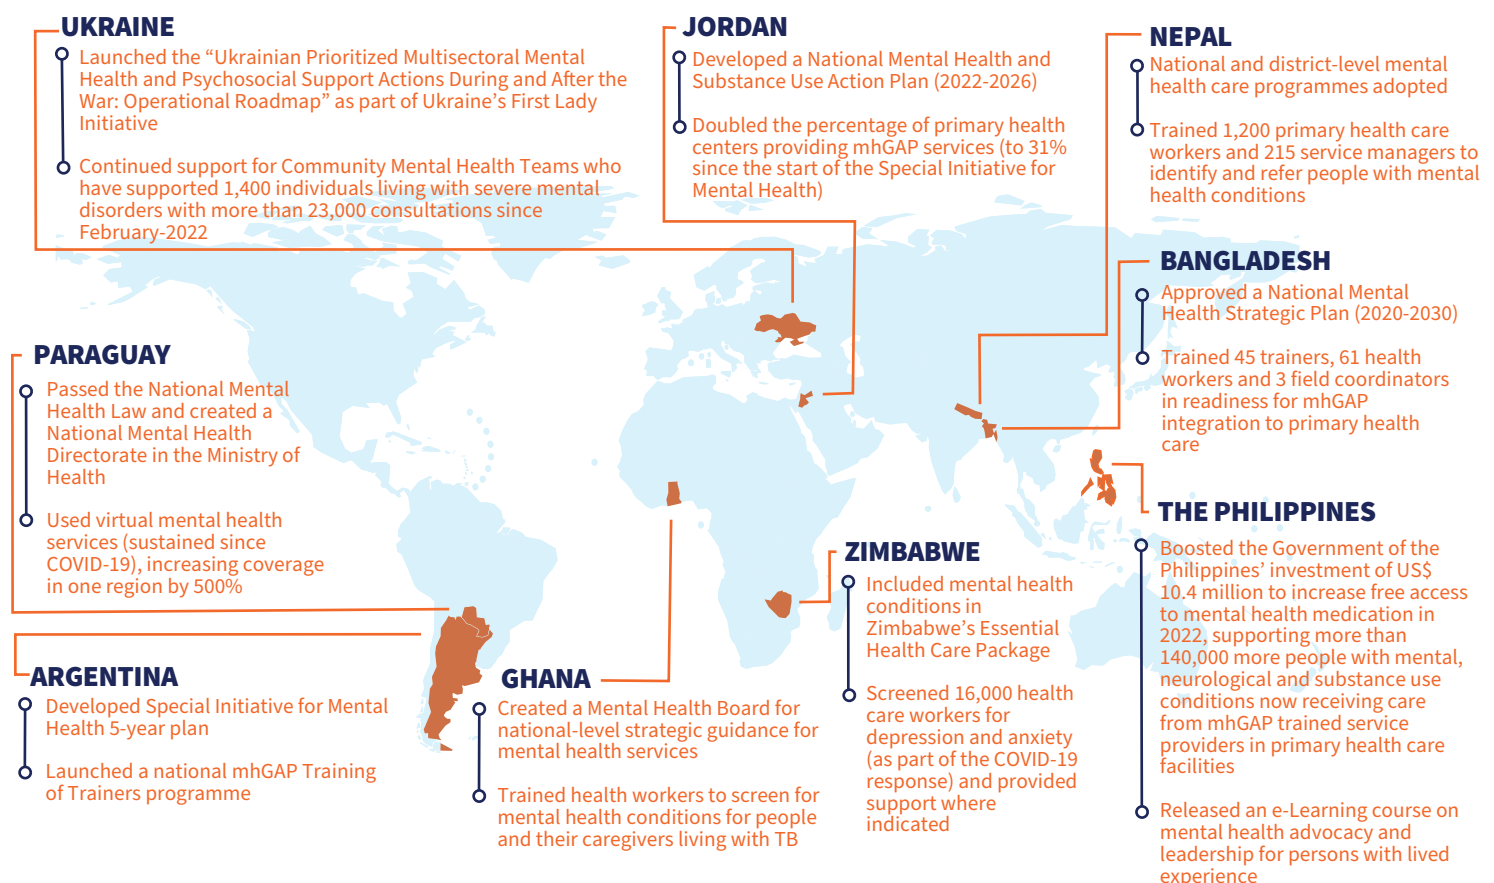 UKRAINE
Launched the “Ukrainian Prioritized Multisectoral Mental
Health and Psychosocial Support Actions During and After the
War: Operational Roadmap” as part of Ukraine’s First Lady
Initiative
Continued support for Community Mental Health Teams who
have supported 1,400 individuals living with severe mental
disorders with more than 23,000 consultations since
February-2022
JORDAN
Developed a National Mental Health and
Substance Use Action Plan (2022-2026)
Doubled the percentage of primary health
centers providing mhGAP services (to 31%
since the start of the Special Initiative for
Mental Health)
NEPAL
National and district-level mental
health care programmes adopted
Trained 1,200 primary health care
workers and 215 service managers to
identify and refer people with mental
health conditions
BANGLADESH
Approved a National Mental
Health Strategic Plan (2020-2030)
Trained 45 trainers, 61 health
workers and 3 field coordinators
in readiness for mhGAP
integration to primary health
care
PARAGUAY
Passed the National Mental
Health Law and created a
National Mental Health
Directorate in the Ministry of
Health
Used virtual mental health
services (sustained since
COVID-19), increasing coverage
in one region by 500%
ARGENTINA
Developed Special Initiative for Mental
Health 5-year plan
Launched a national mhGAP Training
of Trainers programme
GHANA
Created a Mental Health Board for
national-level strategic guidance for
mental health services
Trained health workers to screen for
mental health conditions for people
and their caregivers living with TB
ZIMBABWE
Included mental health
conditions in
Zimbabwe’s Essential
Health Care Package
Screened 16,000 health
care workers for
depression and anxiety
(as part of the COVID-19
response) and provided
support where
indicated
THE PHILIPPINES
Boosted the Government of the
Philippines’ investment of US$
10.4 million to increase free access
to mental health medication in
2022, supporting more than
140,000 more people with mental,
neurological and substance use
conditions now receiving care
from mhGAP trained service
providers in primary health care
facilities
Released an e-Learning course on
mental health advocacy and
leadership for persons with lived
experience